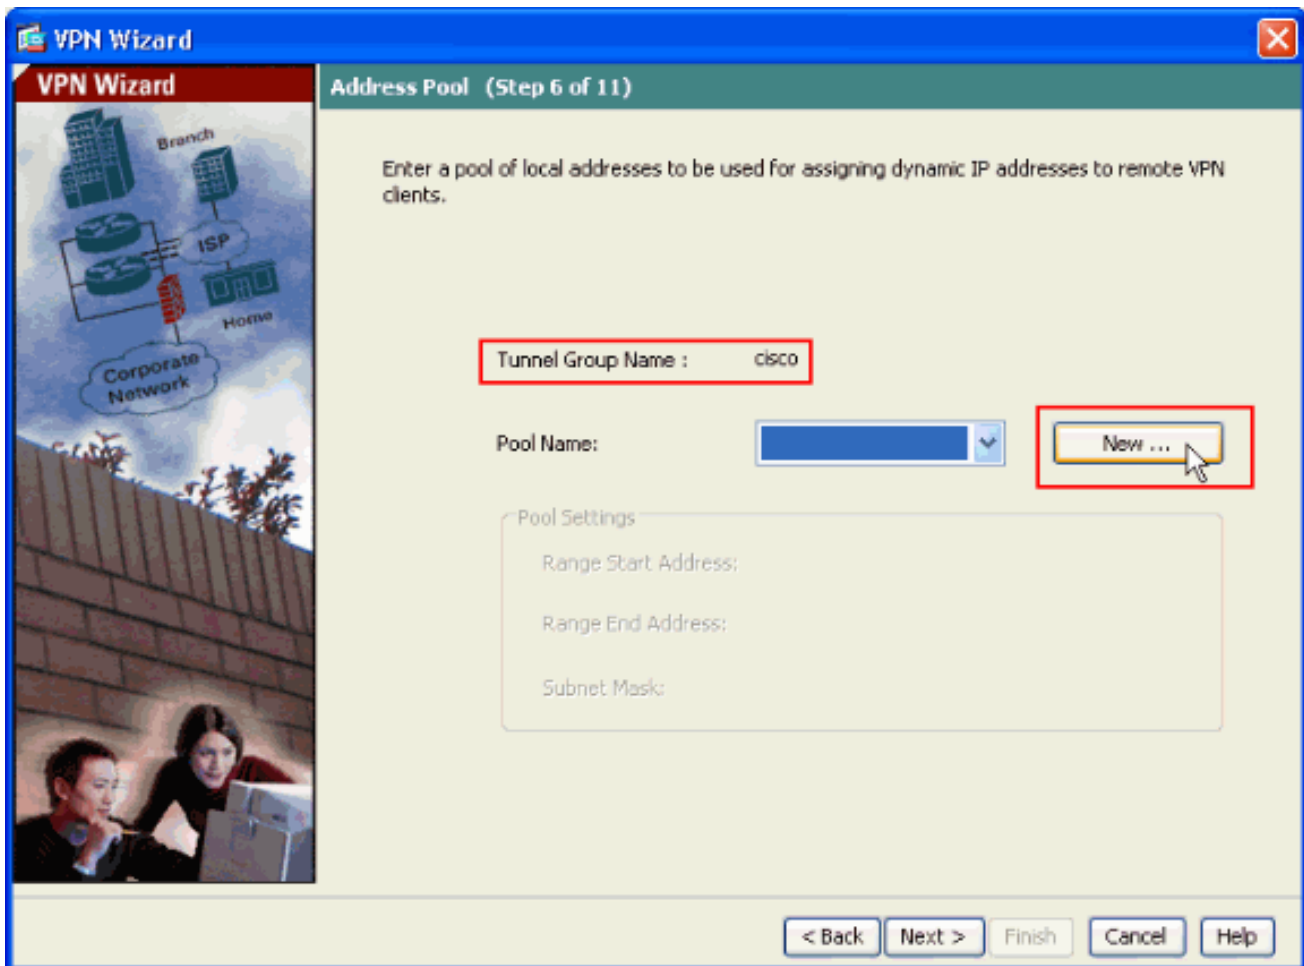 VPN Wizard
VPN Wizard
Address Pool (Step 6 of 11)
Branch
ISP
Home
Corporate
Network
Enter a pool of local addresses to be used for assigning dynamic IP addresses to remote VPN
clients.
Tunnel Group Name : cisco
Pool Name:
New ...
Pool Settings
Range Start Address:
Range End Address:
Subnet Mask:
< Back Next > Finish Cancel Help